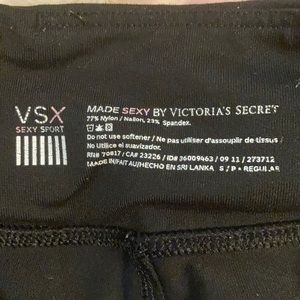 VSX
SEXY SPORT
MADE SEXY BY VICTORIA'S SECRET
77% Nylon / Nailon, 23% Spandex.
Do not use softener / Ne pas utiliser d'assouplir de tissus /
No Utilice el suavizador.
RN# 70817 / CA# 23226 / ID# 36009463 / 09 11 / 273712
MADE IN/FAIT AU/HECHO EN SRI LANKA S / P • REGULAR